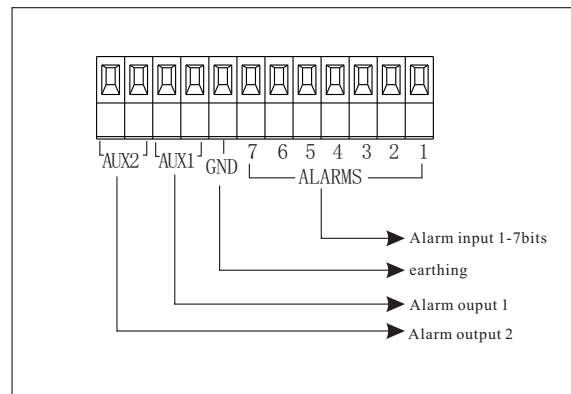 AUX2 AUX1 GND 7 6 5 4 3 2 1
ALARMS
Alarm input 1-7bits
earthing
Alarm ouput 1
Alarm output 2